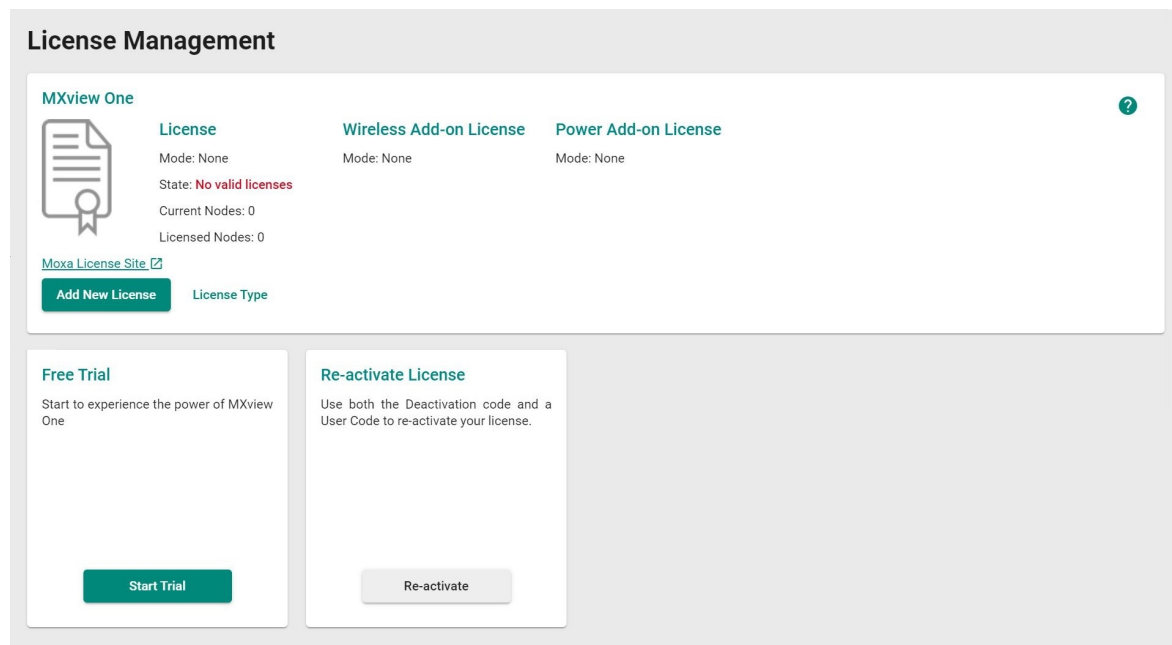 License Management
MXview One
?
License
Mode: None
State: No valid licenses
Current Nodes: 0
Licensed Nodes: 0
Wireless Add-on License
Mode: None
Power Add-on License
Mode: None
Moxa License Site
Add New License
License Type
Free Trial
Start to experience the power of MXview
One
Start Trial
Re-activate License
Use both the Deactivation code and a
User Code to re-activate your license.
Re-activate